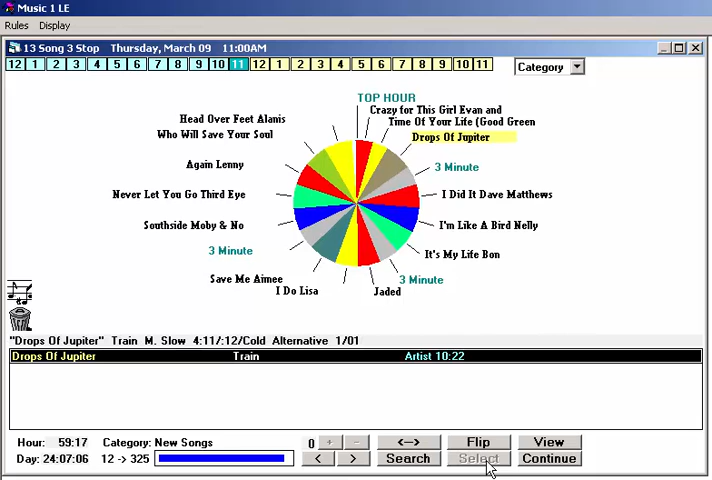 Music 1 LE
Rules Display
13 Song 3 Stop Thursday, March 09 11:00AM
12 1 2 3 4 5 6 7 8 9 10 11 12 1 2 3 4 5 6 7 8 9 10 11
Category
TOP HOUR
Crazy for This Girl Evan and
Time Of Your Life (Good Green
Drops Of Jupiter
3 Minute
I Did It Dave Matthews
I'm Like A Bird Nelly
It's My Life Bon
3 Minute
Jaded
I Do Lisa
Save Me Aimee
3 Minute
Southside Moby & No
Never Let You Go Third Eye
Again Lenny
Who Will Save Your Soul
Head Over Feet Alanis
"Drops Of Jupiter" Train M. Slow 4:11/:12/Cold Alternative 1/01
Drops Of Jupiter Train Artist 10:22
Hour: 59:17 Category: New Songs 0 + - <--> Flip View
Day: 24:07:06 12 -> 325 < > Search Select Continue